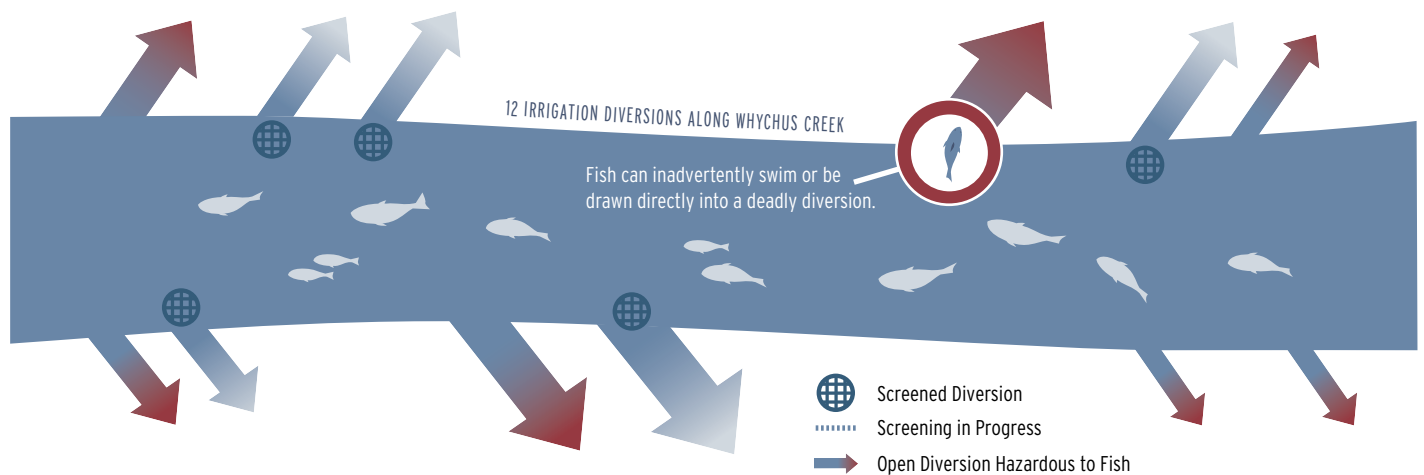 12 IRRIGATION DIVERSIONS ALONG WHYCHUS CREEK
Fish can inadvertently swim or be
drawn directly into a deadly diversion.
Screened Diversion
Screening in Progress
Open Diversion Hazardous to Fish